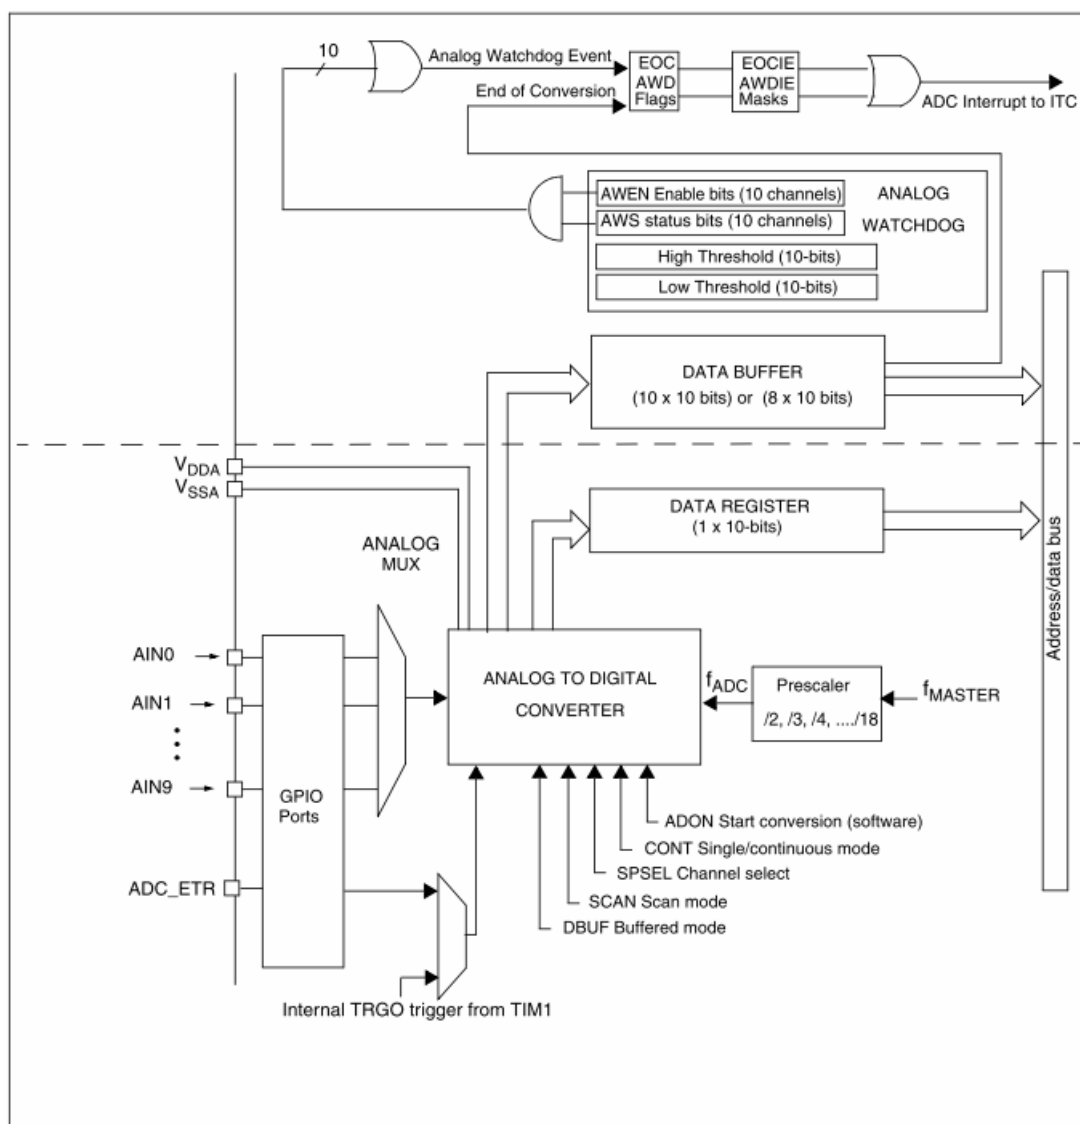 10
Analog Watchdog Event
End of Conversion
EOC
AWD
Flags
EOCIE
AWDIE
Masks
ADC Interrupt to ITC
AWEN Enable bits (10 channels)
AWS status bits (10 channels)
ANALOG
WATCHDOG
High Threshold (10-bits)
Low Threshold (10-bits)
DATA BUFFER
(10 x 10 bits) or (8 x 10 bits)
VDDA
VSSA
DATA REGISTER
(1 x 10-bits)
ANALOG
MUX
Address/data bus
AIN0
AIN1
AIN9
ADC_ETR
GPIO
Ports
ANALOG TO DIGITAL
CONVERTER
fADC
Prescaler
/2, /3, /4, ..../18
fMASTER
ADON Start conversion (software)
CONT Single/continuous mode
SPSEL Channel select
SCAN Scan mode
DBUF Buffered mode
Internal TRGO trigger from TIM1